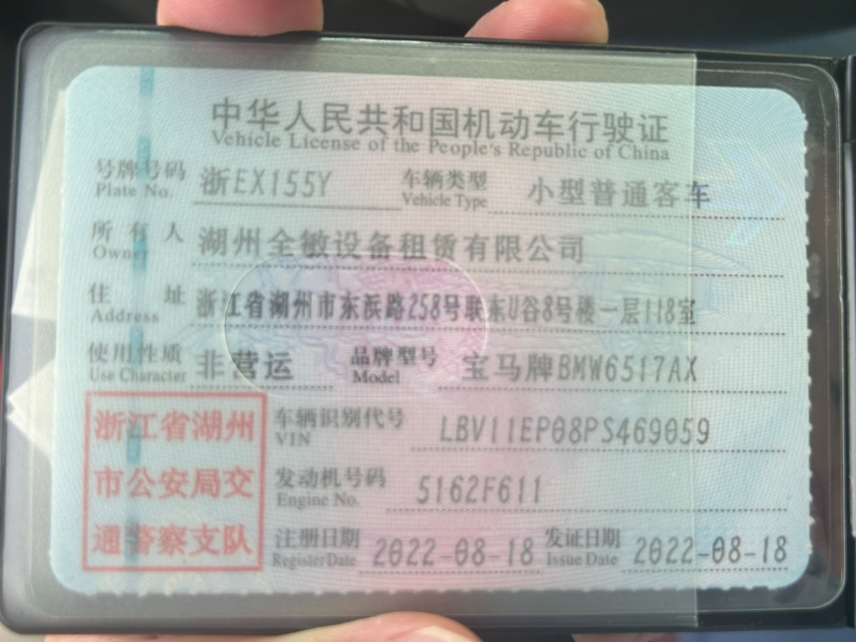 中华人民共和国机动车行驶证
Vehicle License of the People's Republic of China
号牌号码 浙EX155Y 车辆类型 小型普通客车
Plate No. Vehicle Type
所有人 湖州全敏设备租赁有限公司
Owner
住址 浙江省湖州市东浜路258号联东U谷8号楼一层118室
Address
使用性质 非营运 品牌型号 宝马牌BMW6517AX
Use Character Model
浙江省湖州
市公安局交
通警察支队
车辆识别代号 LBV11EP08PS469059
VIN
发动机号码 5162F611
Engine No.
注册日期 2022-08-18 发证日期 2022-08-18
Register Date Issue Date